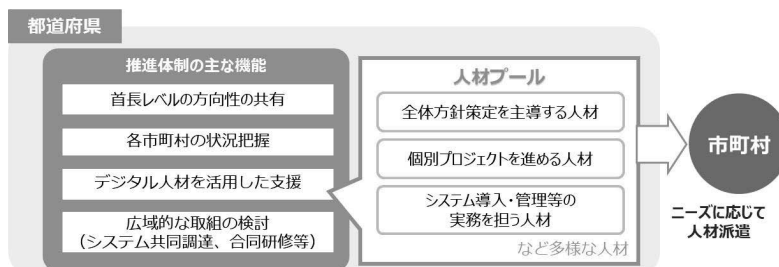 都道府県
推進体制の主な機能
首長レベルの方向性の共有
各市町村の状況把握
デジタル人材を活用した支援
広域的な取組の検討
（システム共同調達、合同研修等）
人材プール
全体方針策定を主導する人材
個別プロジェクトを進める人材
システム導入・管理等の
実務を担う人材
など多様な人材
市町村
ニーズに応じて
人材派遣